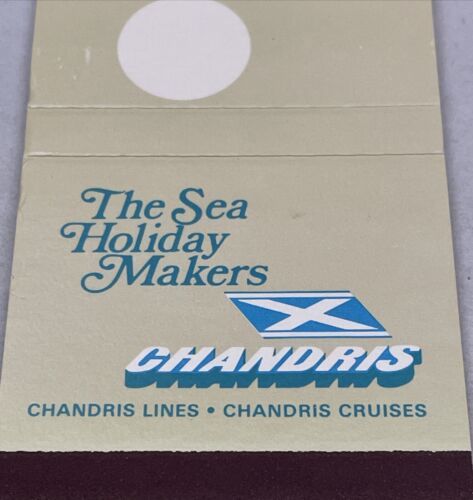 The Sea
Holiday
Makers
X
CHANDRIS
CHANDRIS LINES • CHANDRIS CRUISES